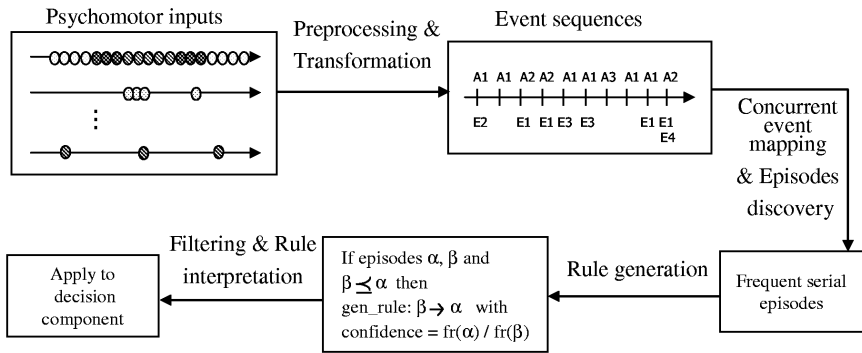 Psychomotor inputs
Preprocessing &
Transformation
Event sequences
A1 A1 A2 A2 A1 A1 A3 A1 A1 A2
E2 E1 E1 E3 E3 E1 E1
E4
Concurrent
event
mapping
& Episodes
discovery
Frequent serial
episodes
Rule generation
If episodes α, β and
β ⪯ α then
gen_rule: β → α with
confidence = fr(α) / fr(β)
Filtering & Rule
interpretation
Apply to
decision
component